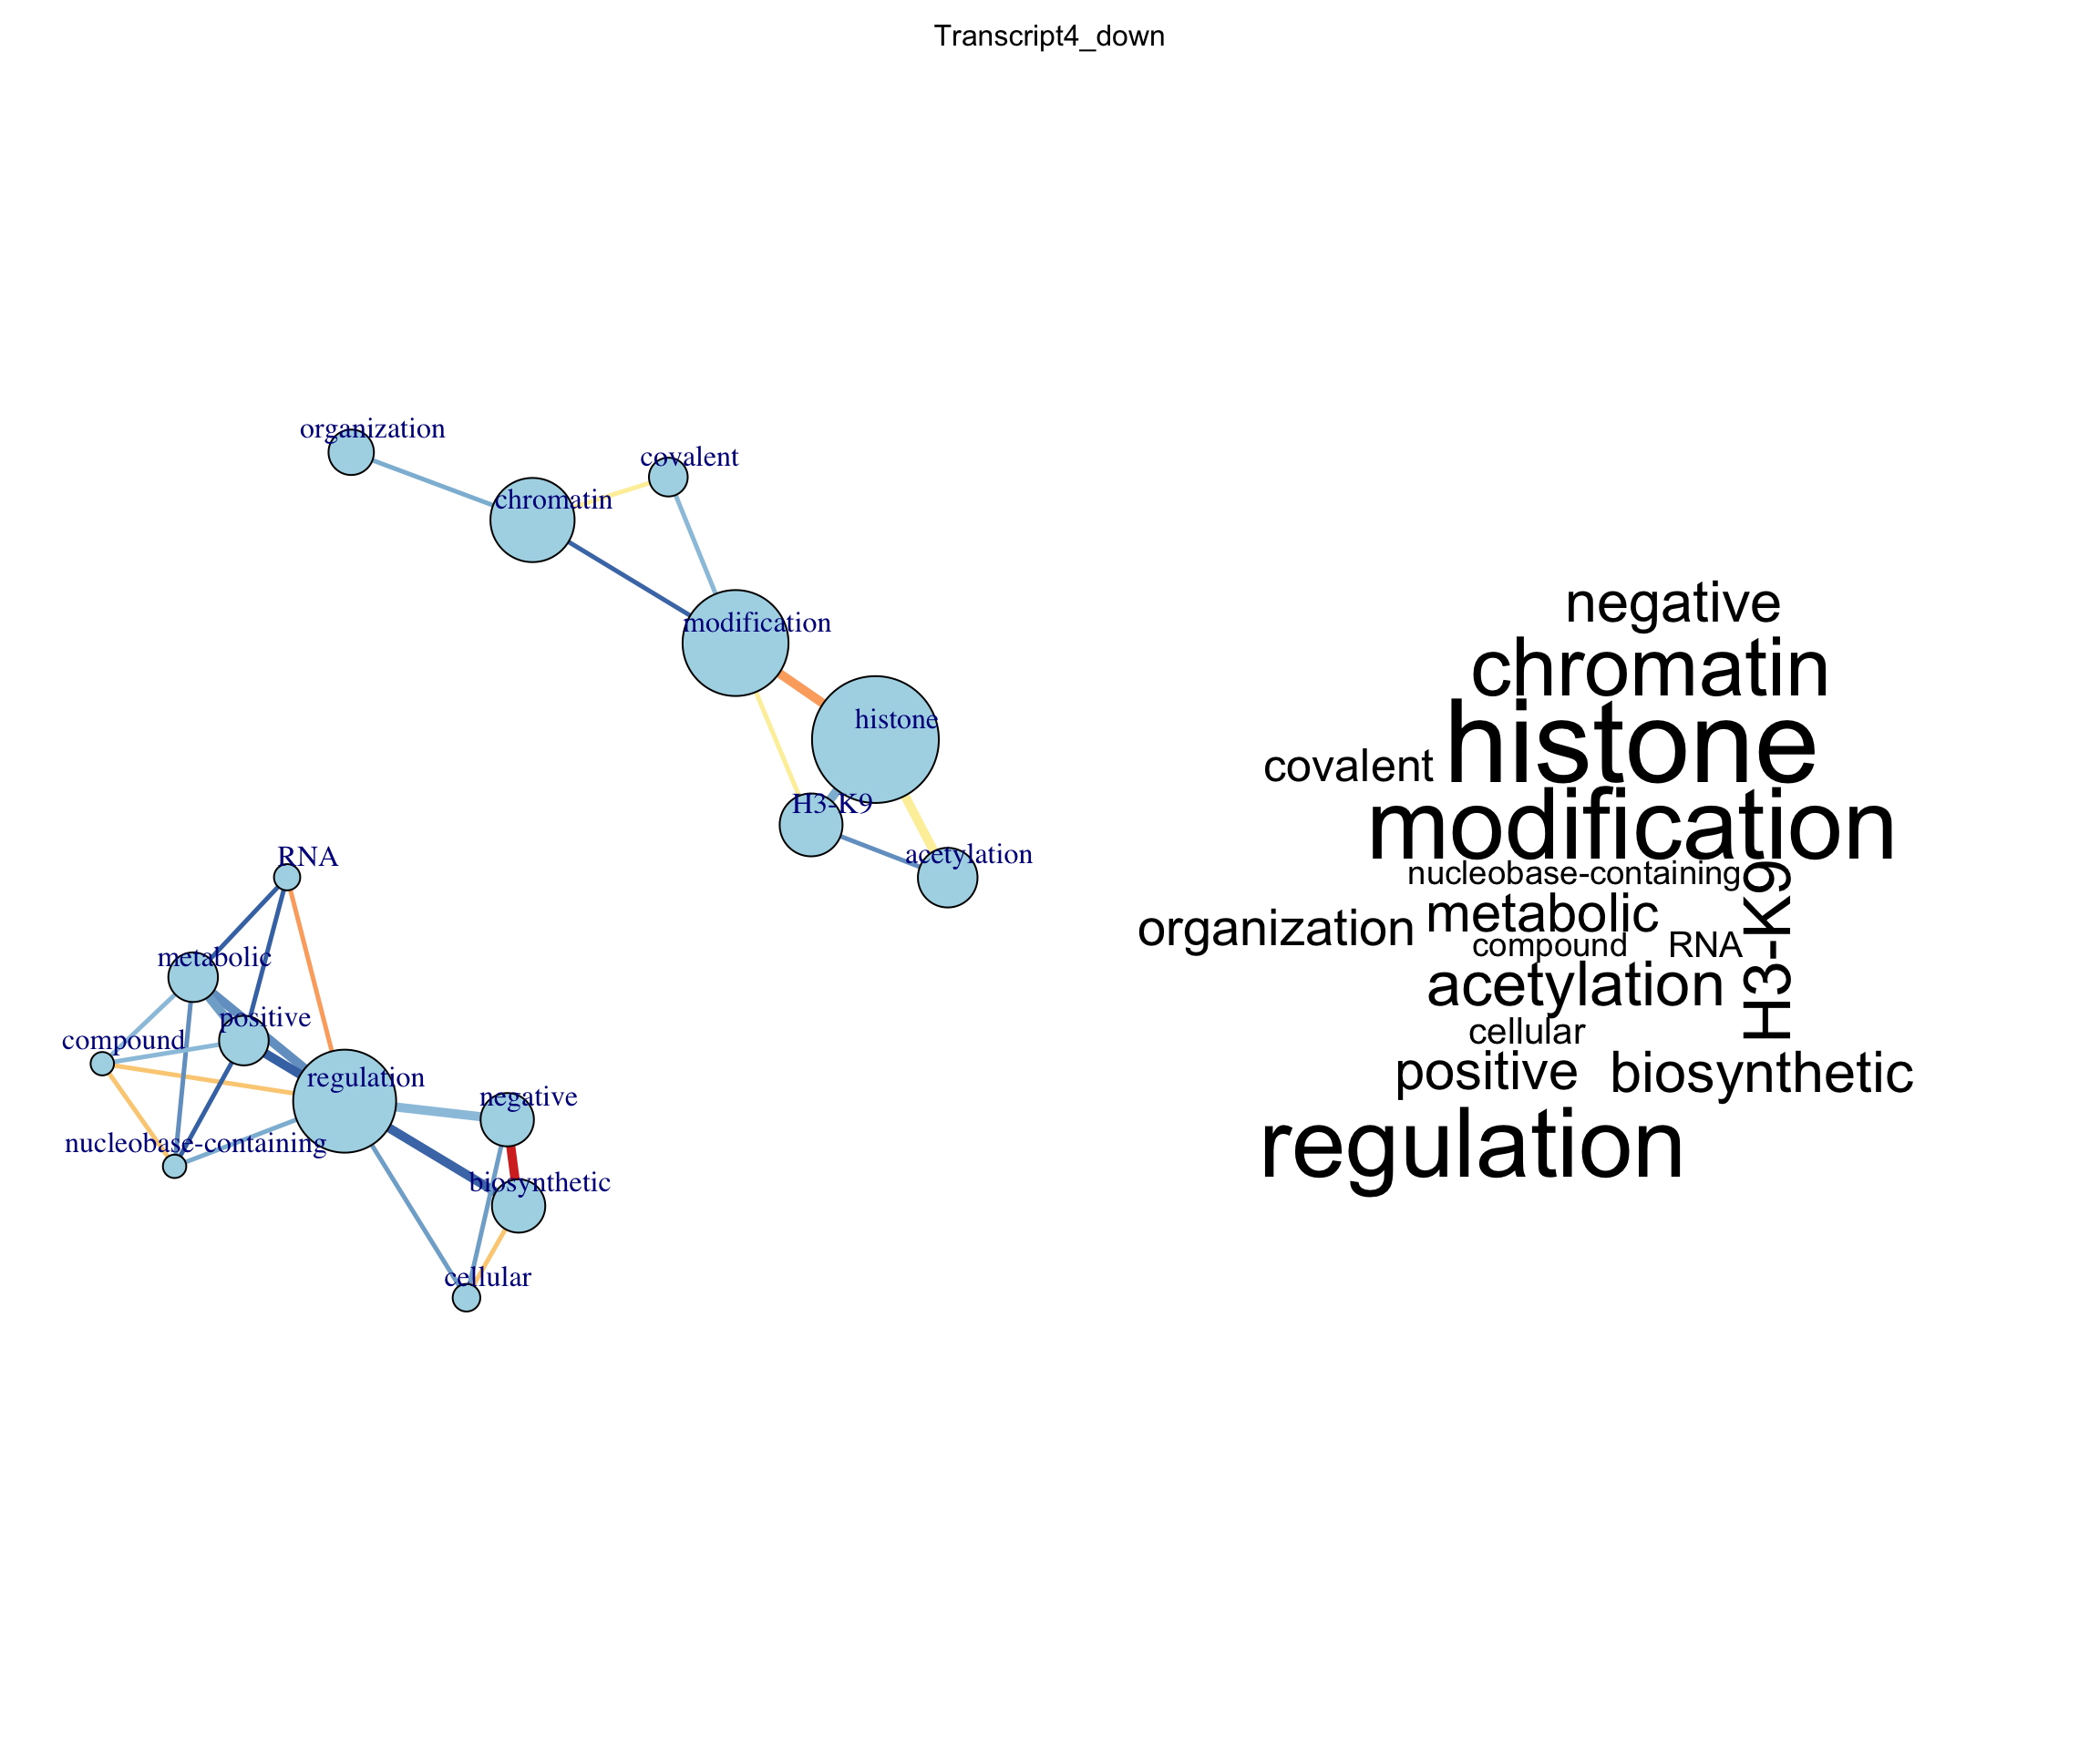 Transcript4_down
organization
covalent
chromatin
modification
histone
H3-K9
acetylation
RNA
metabolic
positive
compound
regulation
negative
nucleobase-containing
biosynthetic
cellular
negative
chromatin
histone
covalent
modification
nucleobase-containing
metabolic
organization
compound
RNA
H3-K9
acetylation
cellular
positive
biosynthetic
regulation